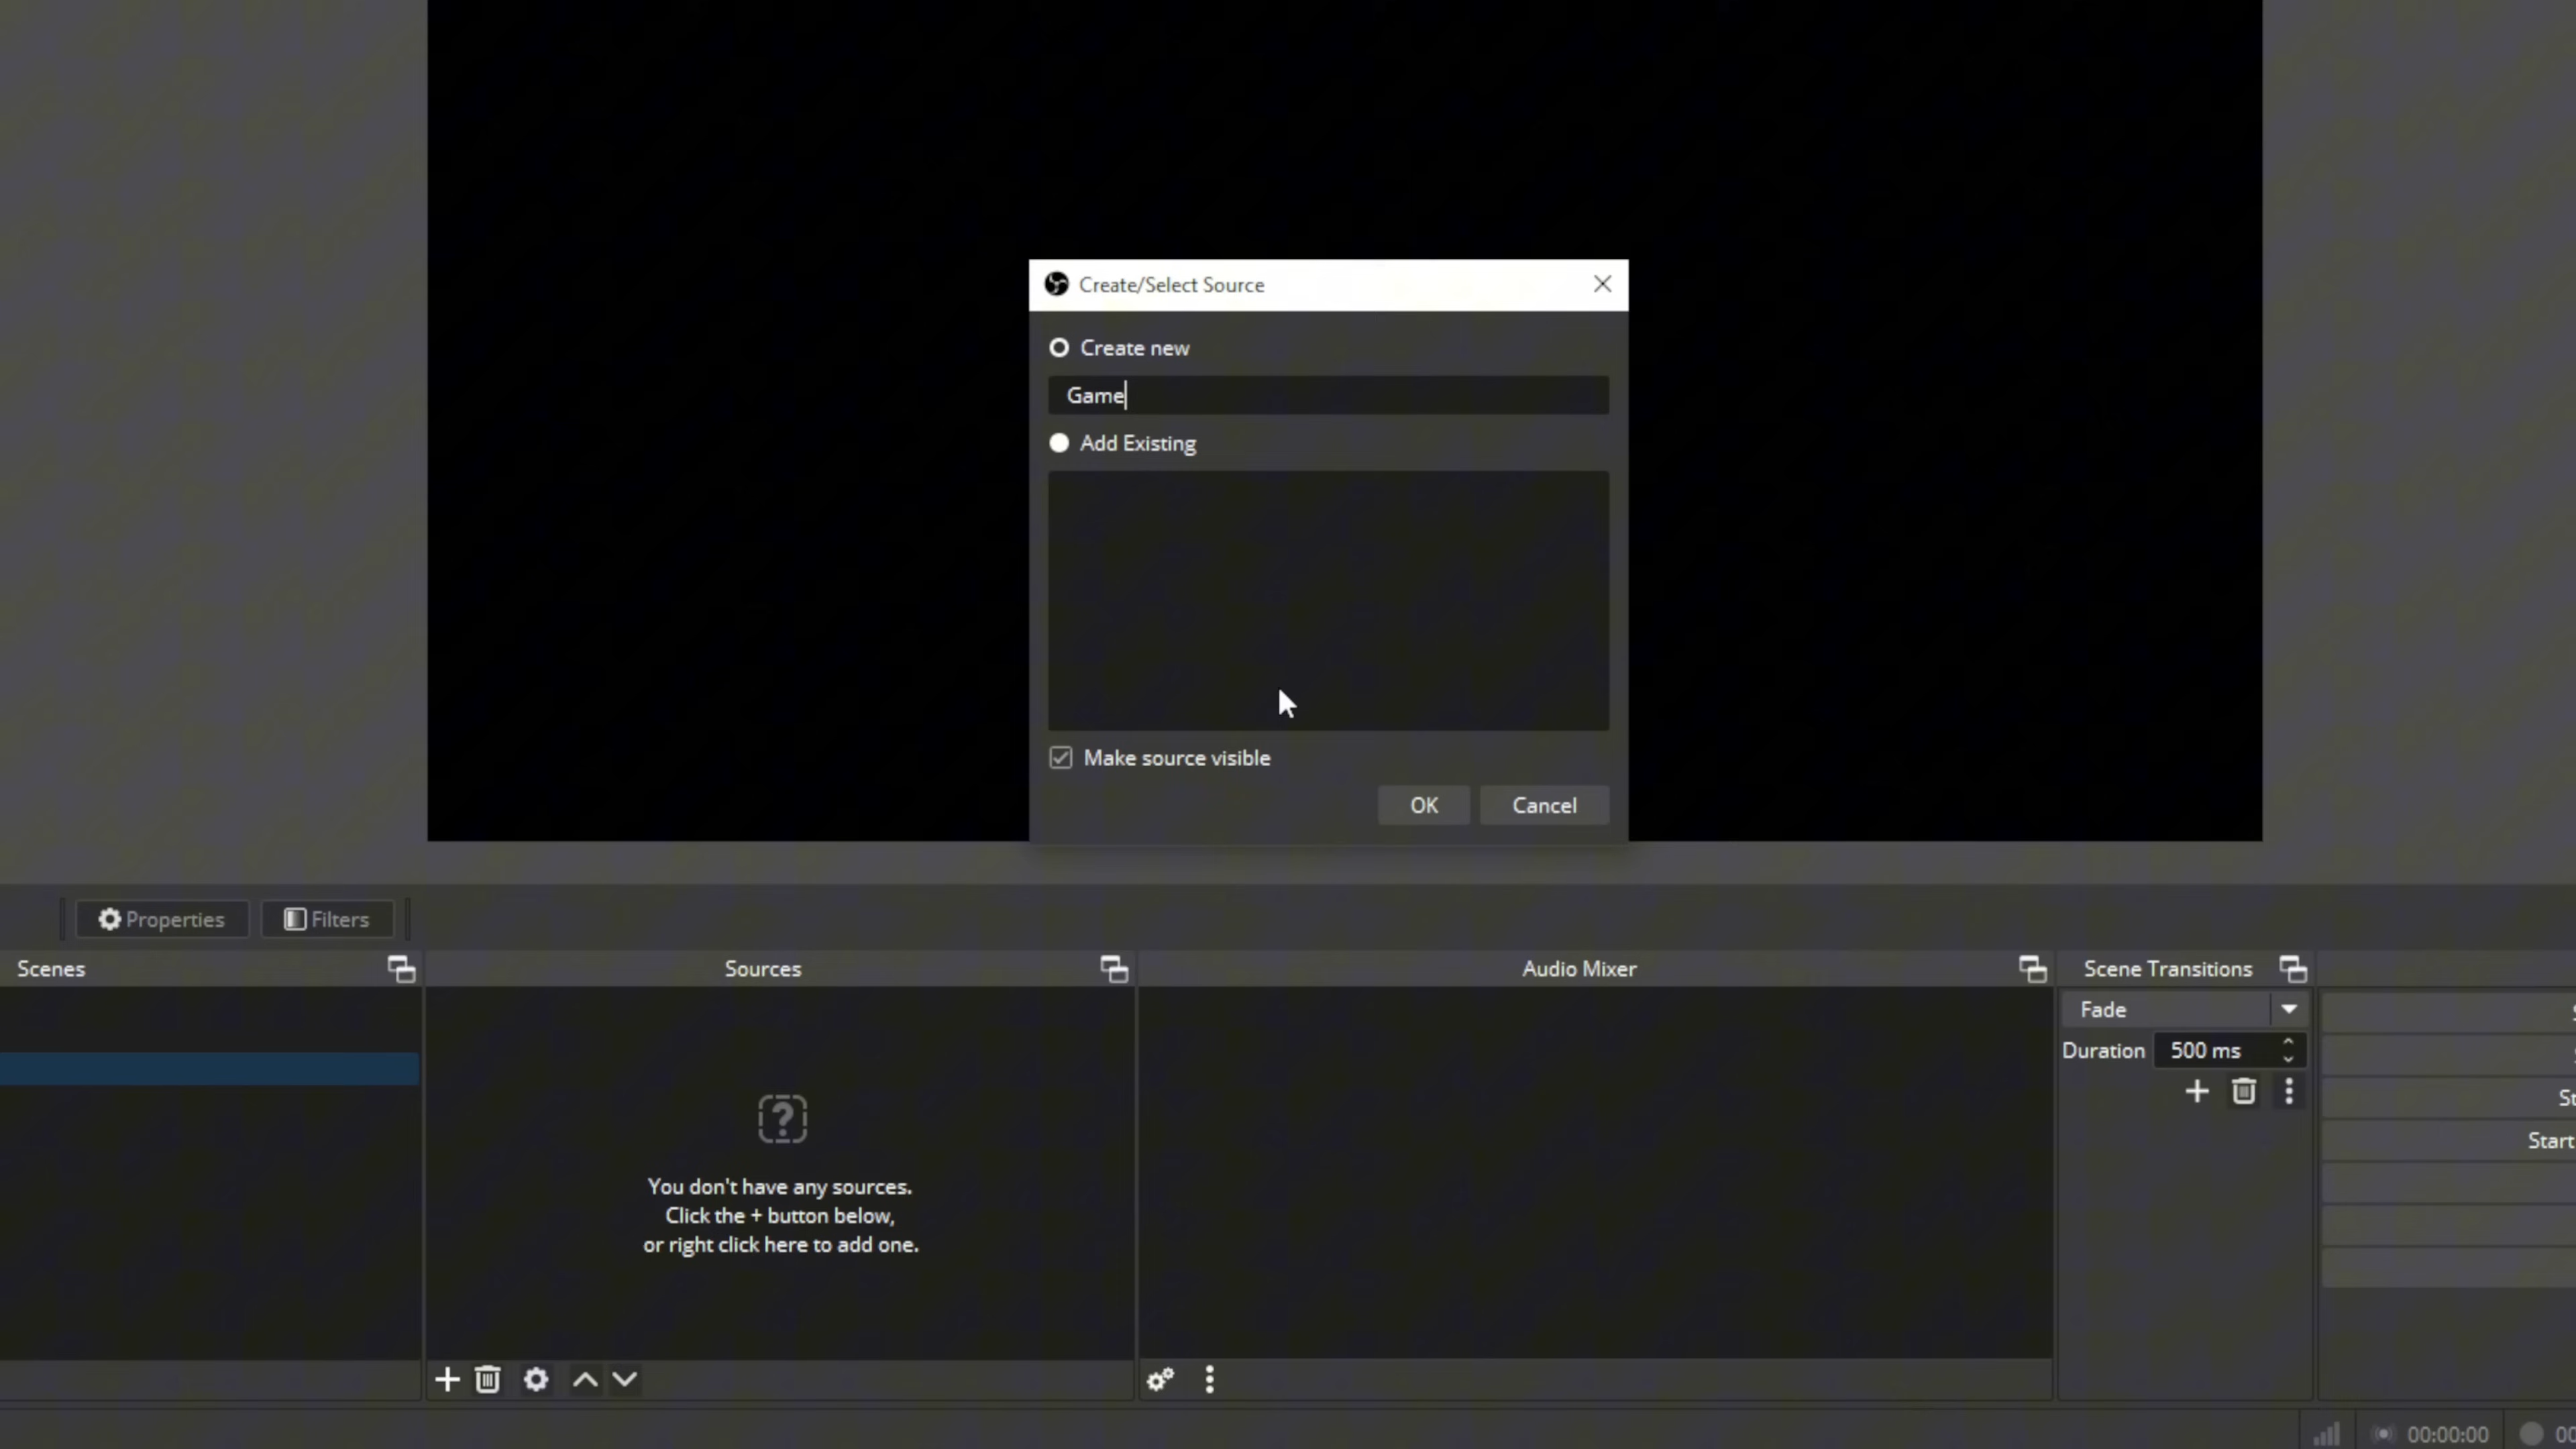 Create/Select Source
Create new
Game
Add Existing
Make source visible
OK
Cancel
Properties
Filters
Scenes
Sources
Audio Mixer
Scene Transitions
Fade
Duration
500 ms
You don't have any sources.
Click the + button below,
or right click here to add one.
Start
00:00:00